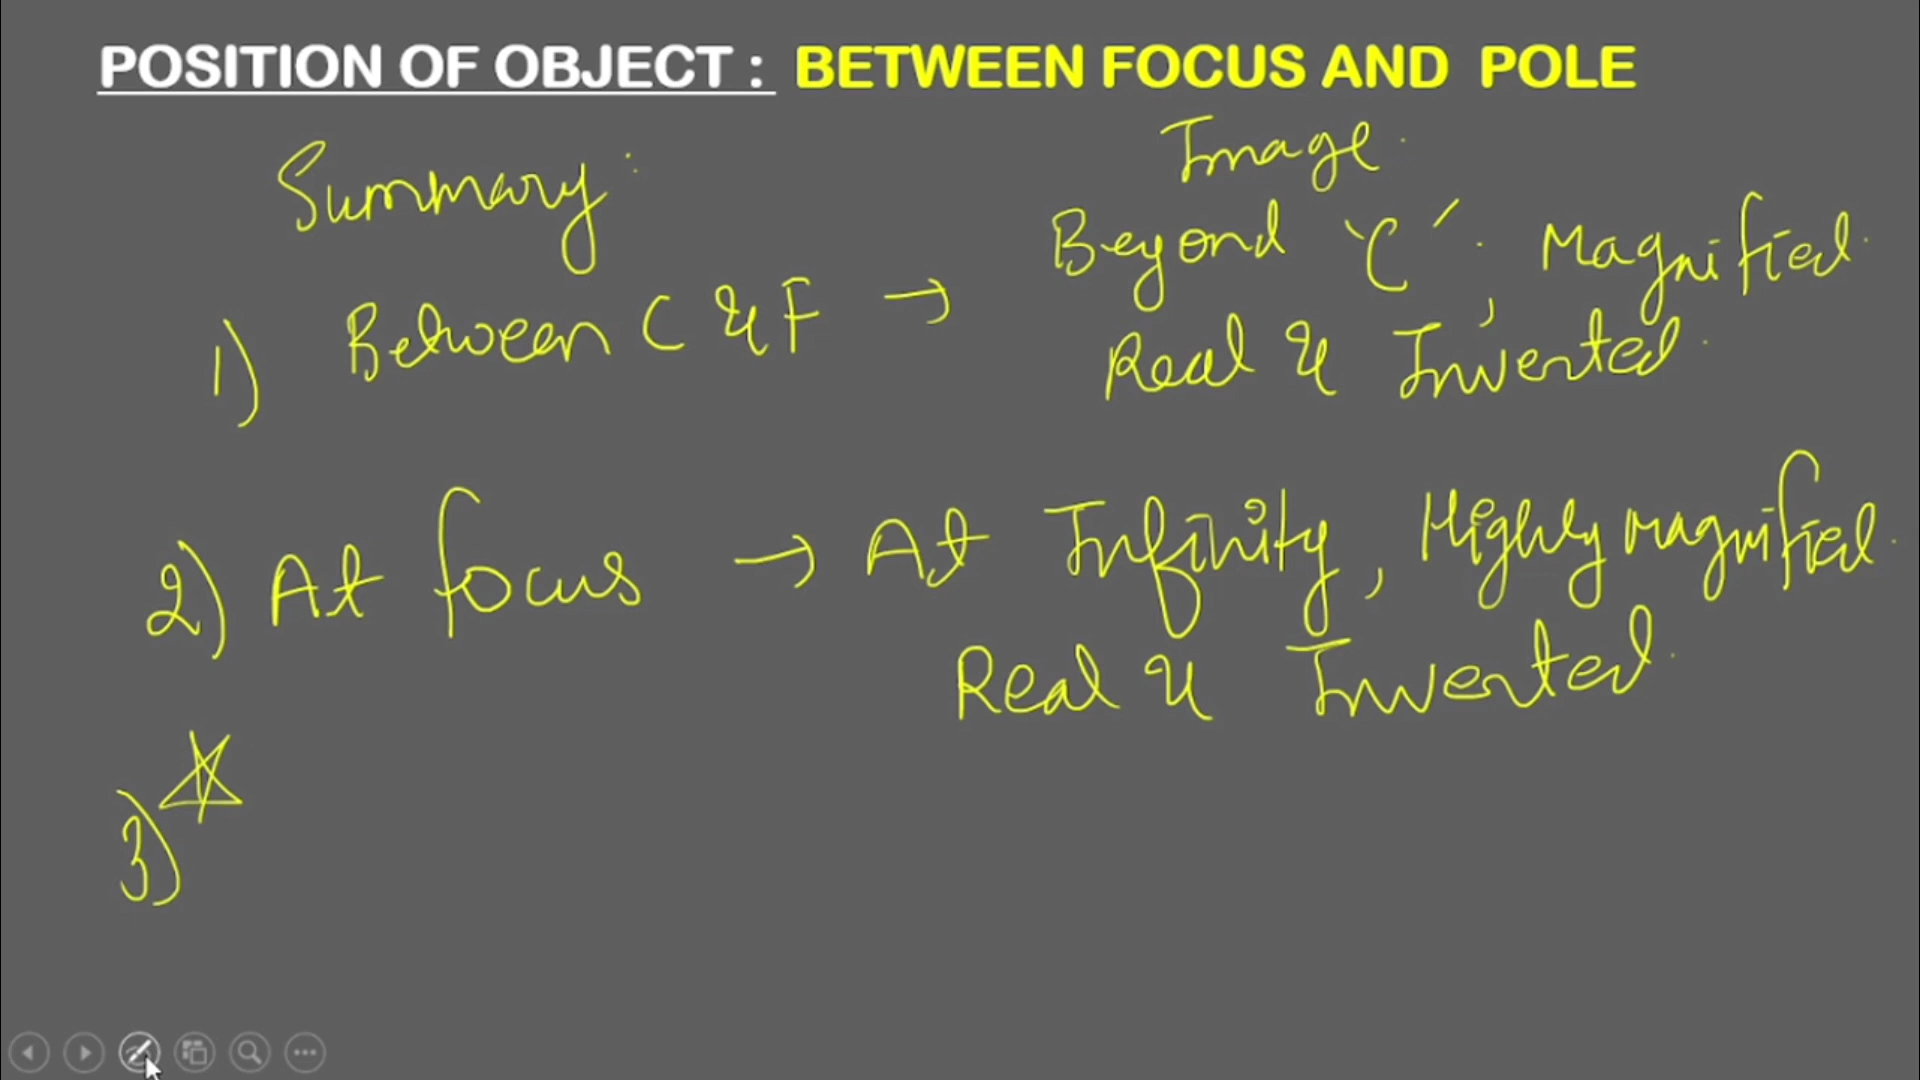 POSITION OF OBJECT : BETWEEN FOCUS AND POLE
Summary:
Image.
1) Between C & F → Beyond 'C', Magnified.
Real & Inverted.
2) At focus → At Infinity, Highly magnified.
Real & Inverted.
3)